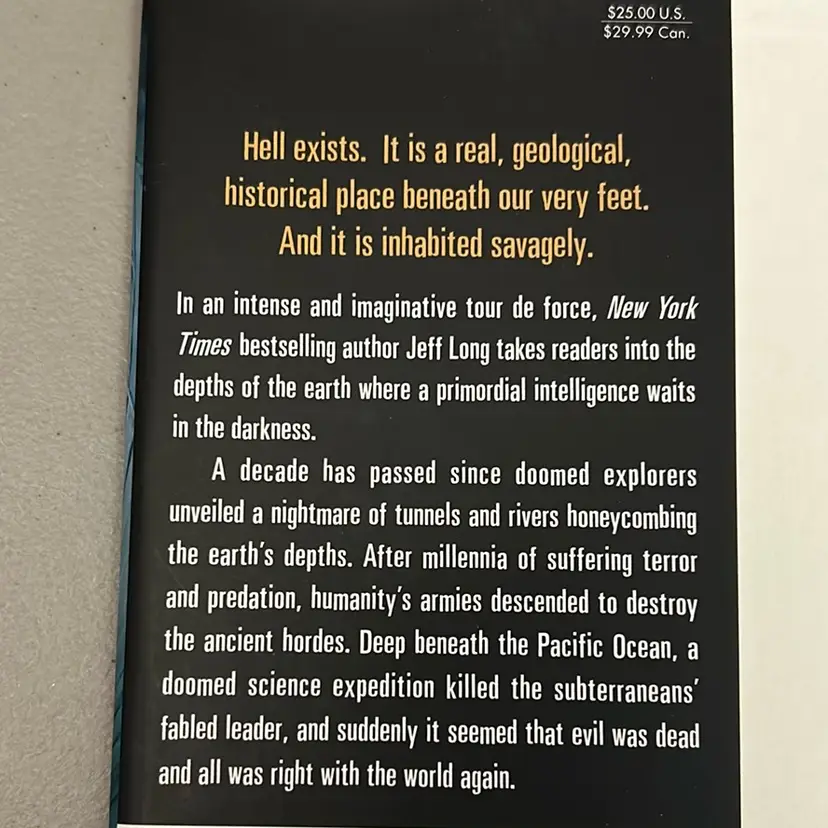 $25.00 U.S.
$29.99 Can.
Hell exists. It is a real, geological,
historical place beneath our very feet.
And it is inhabited savagely.
In an intense and imaginative tour de force, New York
Times bestselling author Jeff Long takes readers into the
depths of the earth where a primordial intelligence waits
in the darkness.
A decade has passed since doomed explorers
unveiled a nightmare of tunnels and rivers honeycombing
the earth's depths. After millennia of suffering terror
and predation, humanity's armies descended to destroy
the ancient hordes. Deep beneath the Pacific Ocean, a
doomed science expedition killed the subterraneans'
fabled leader, and suddenly it seemed that evil was dead
and all was right with the world again.